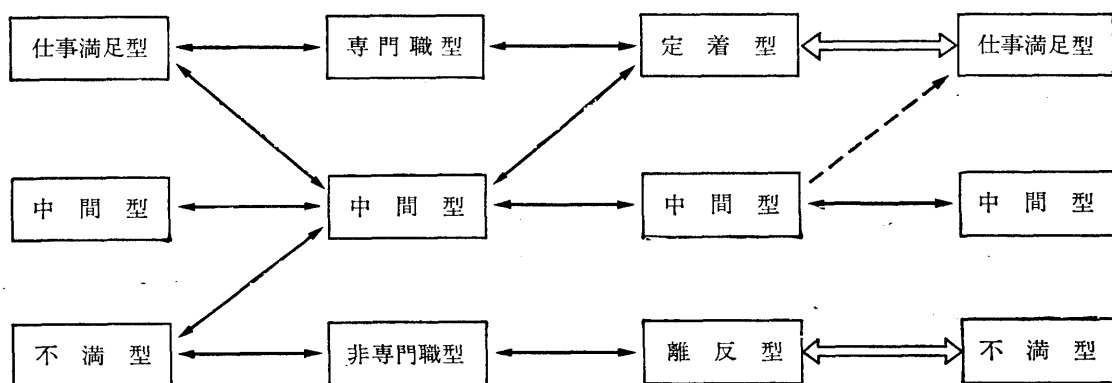 仕事満足型 専門職型 定着型 仕事満足型
中間型 中間型 中間型 中間型
不満型 非専門職型 離反型 不満型